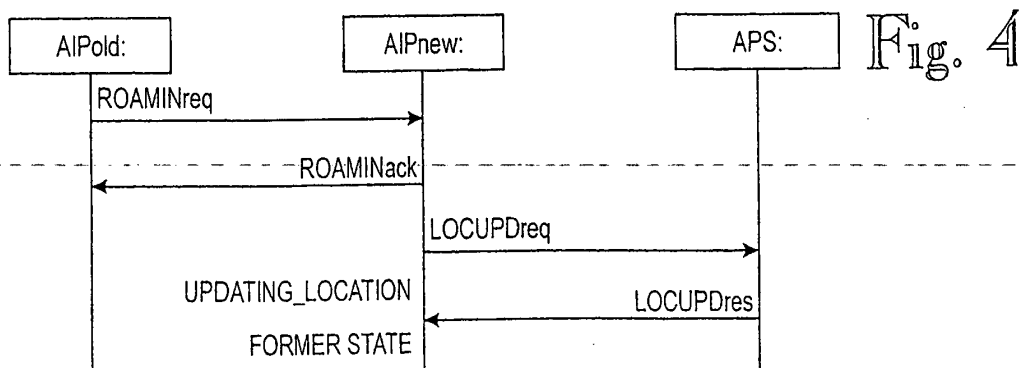 AIPold:
AIPnew:
APS:
Fig. 4
ROAMINreq
ROAMINack
LOCUPDreq
UPDATING_LOCATION
LOCUPDres
FORMER STATE